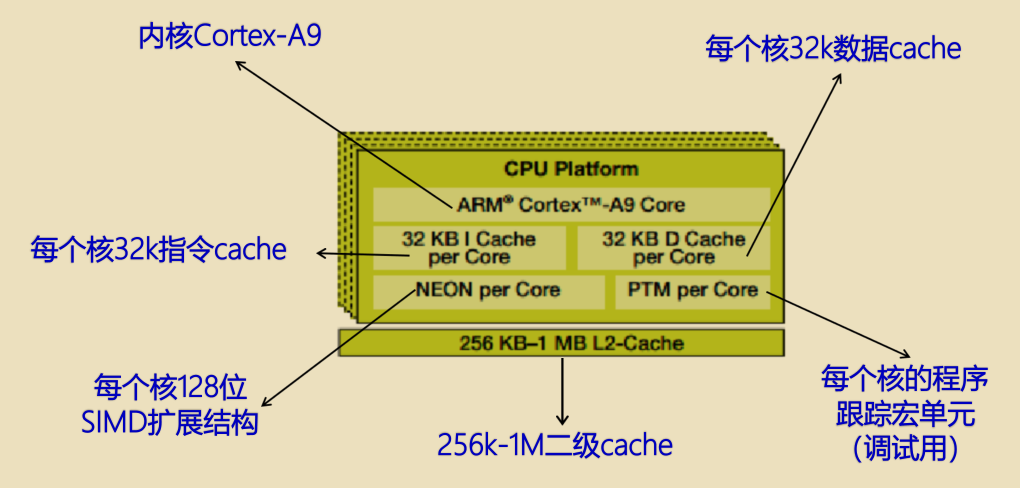 内核Cortex-A9
每个核32k数据cache
CPU Platform
ARM® Cortex™-A9 Core
每个核32k指令cache
32 KB I Cache
per Core
32 KB D Cache
per Core
NEON per Core
PTM per Core
256 KB–1 MB L2-Cache
每个核128位
SIMD扩展结构
256k-1M二级cache
每个核的程序
跟踪宏单元
（调试用）